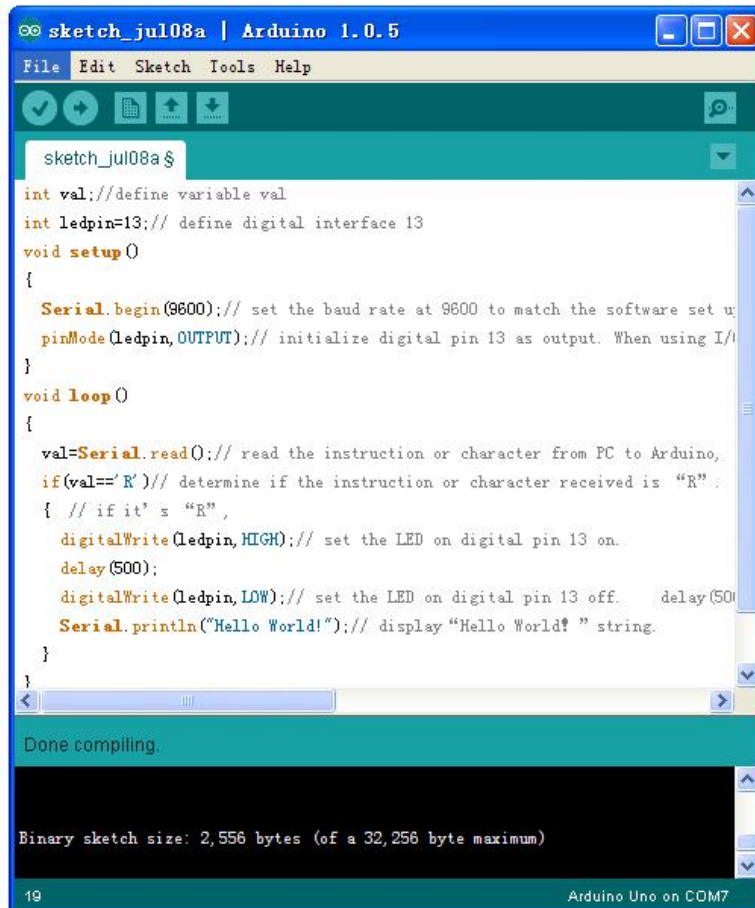 sketch_jul08a | Arduino 1.0.5
File Edit Sketch Tools Help
sketch_jul08a §
int val;//define variable val
int ledpin=13;// define digital interface 13
void setup()
{
  Serial.begin(9600);// set the baud rate at 9600 to match the software set u
  pinMode(ledpin,OUTPUT);// initialize digital pin 13 as output. When using I/
}
void loop()
{
  val=Serial.read();// read the instruction or character from PC to Arduino,
  if(val=='R')// determine if the instruction or character received is “R”.
  {  // if it’s “R”,
    digitalWrite(ledpin,HIGH);// set the LED on digital pin 13 on.
    delay(500);
    digitalWrite(ledpin,LOW);// set the LED on digital pin 13 off.    delay(50
    Serial.println("Hello World!");// display “Hello World！” string.
  }
}
Done compiling.
Binary sketch size: 2,556 bytes (of a 32,256 byte maximum)
19 Arduino Uno on COM7